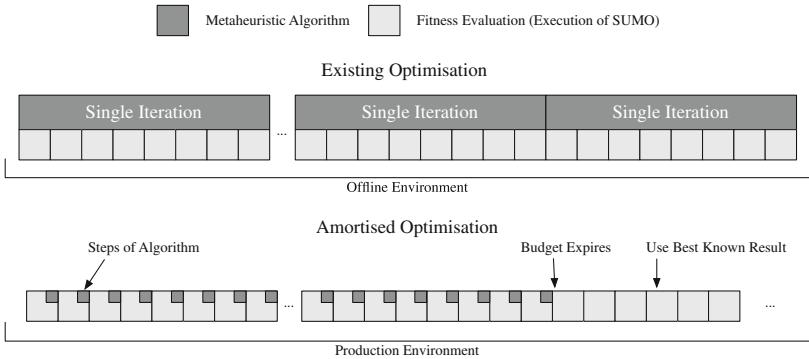 Metaheuristic Algorithm
Fitness Evaluation (Execution of SUMO)
Existing Optimisation
Single Iteration
...
Single Iteration
Single Iteration
Offline Environment
Amortised Optimisation
Steps of Algorithm
Budget Expires
Use Best Known Result
...
...
Production Environment